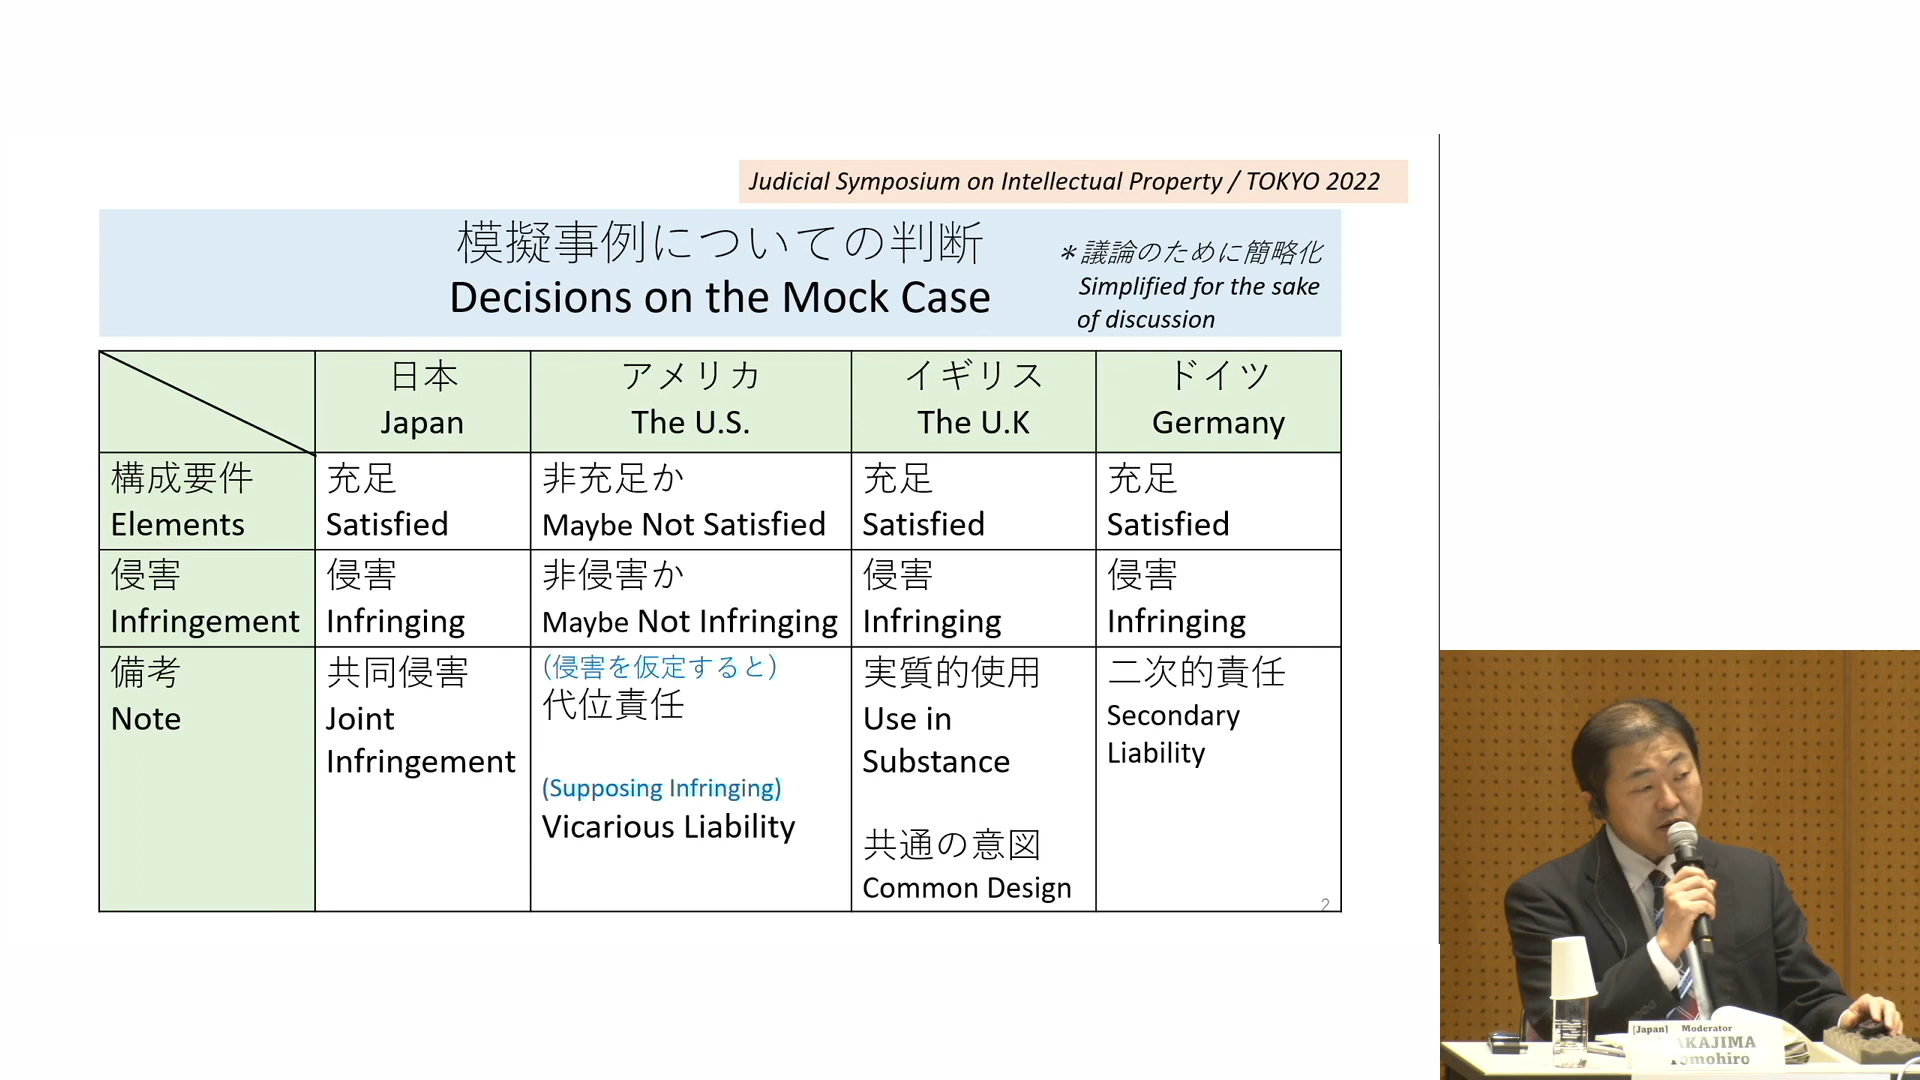 Judicial Symposium on Intellectual Property / TOKYO 2022
模擬事例についての判断
Decisions on the Mock Case
＊議論のために簡略化
Simplified for the sake
of discussion
日本
Japan
アメリカ
The U.S.
イギリス
The U.K
ドイツ
Germany
構成要件
Elements
充足
Satisfied
非充足か
Maybe Not Satisfied
充足
Satisfied
充足
Satisfied
侵害
Infringement
侵害
Infringing
非侵害か
Maybe Not Infringing
侵害
Infringing
侵害
Infringing
備考
Note
共同侵害
Joint
Infringement
（侵害を仮定すると）
代位責任
(Supposing Infringing)
Vicarious Liability
実質的使用
Use in
Substance
共通の意図
Common Design
二次的責任
Secondary
Liability
2
[Japan] Moderator